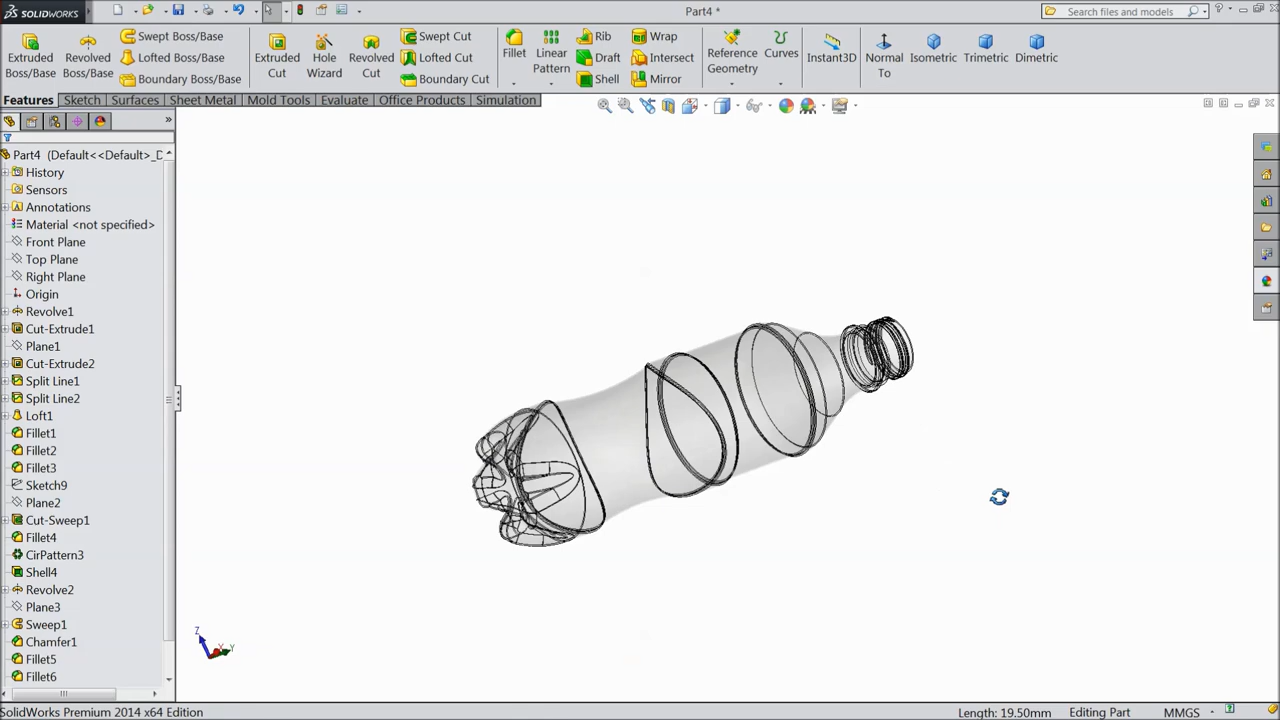 SOLIDWORKS
Part4 *
Search files and models
Extruded Boss/Base
Revolved Boss/Base
Swept Boss/Base
Lofted Boss/Base
Boundary Boss/Base
Extruded Cut
Hole Wizard
Revolved Cut
Swept Cut
Lofted Cut
Boundary Cut
Fillet
Linear Pattern
Rib
Draft
Shell
Wrap
Intersect
Mirror
Reference Geometry
Curves
Instant3D
Normal To
Isometric
Trimetric
Dimetric
Features
Sketch
Surfaces
Sheet Metal
Mold Tools
Evaluate
Office Products
Simulation
Part4 (Default<<Default>_D
History
Sensors
Annotations
Material <not specified>
Front Plane
Top Plane
Right Plane
Origin
Revolve1
Cut-Extrude1
Plane1
Cut-Extrude2
Split Line1
Split Line2
Loft1
Fillet1
Fillet2
Fillet3
Sketch9
Plane2
Cut-Sweep1
Fillet4
CirPattern3
Shell4
Revolve2
Plane3
Sweep1
Chamfer1
Fillet5
Fillet6
Z
X
Y
SolidWorks Premium 2014 x64 Edition
Length: 19.50mm
Editing Part
MMGS